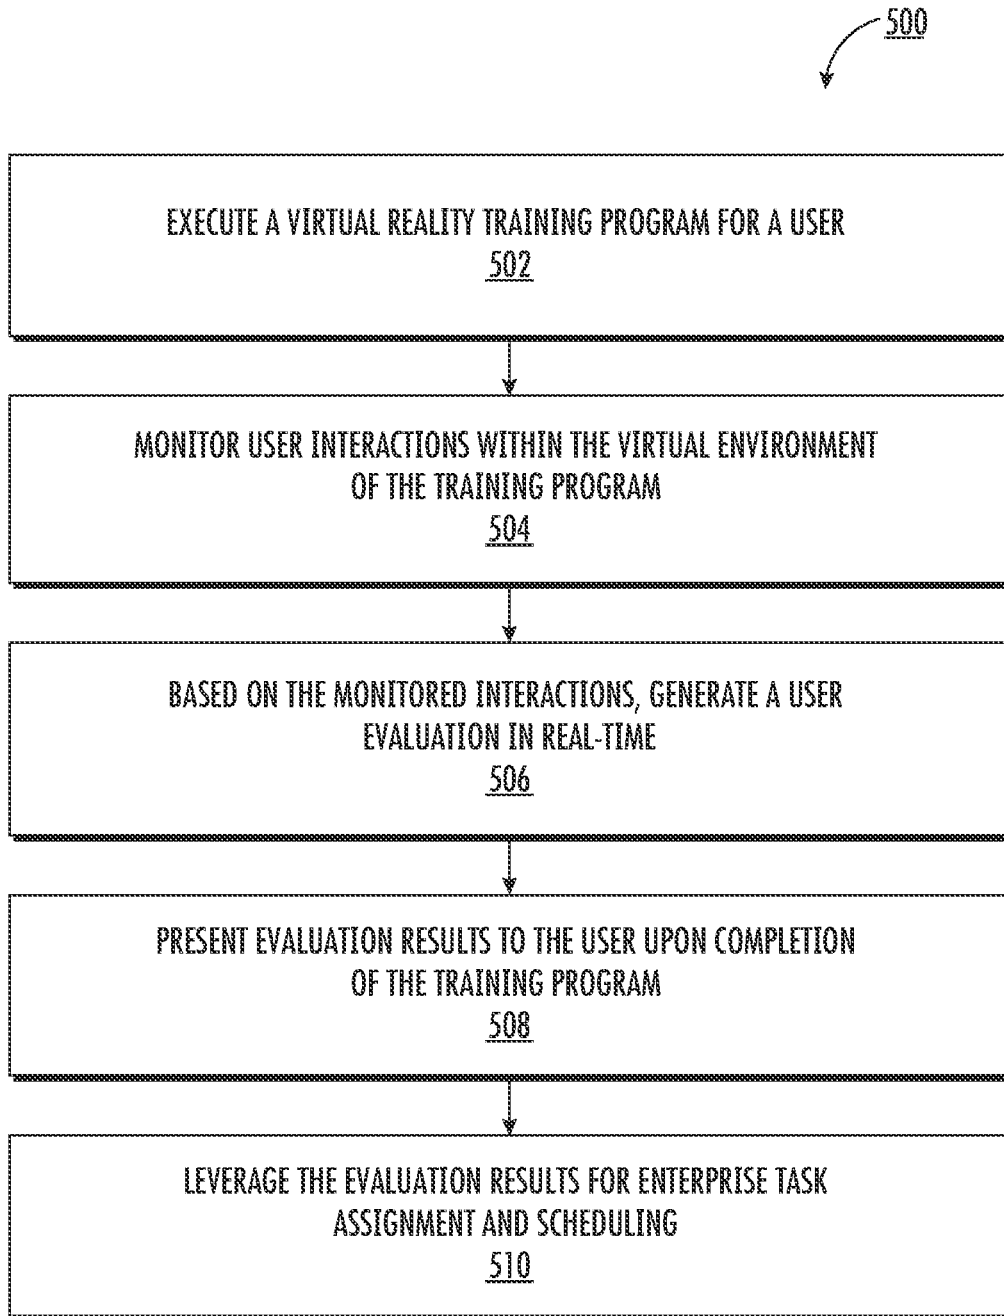 500
EXECUTE A VIRTUAL REALITY TRAINING PROGRAM FOR A USER
502
MONITOR USER INTERACTIONS WITHIN THE VIRTUAL ENVIRONMENT
OF THE TRAINING PROGRAM
504
BASED ON THE MONITORED INTERACTIONS, GENERATE A USER
EVALUATION IN REAL-TIME
506
PRESENT EVALUATION RESULTS TO THE USER UPON COMPLETION
OF THE TRAINING PROGRAM
508
LEVERAGE THE EVALUATION RESULTS FOR ENTERPRISE TASK
ASSIGNMENT AND SCHEDULING
510